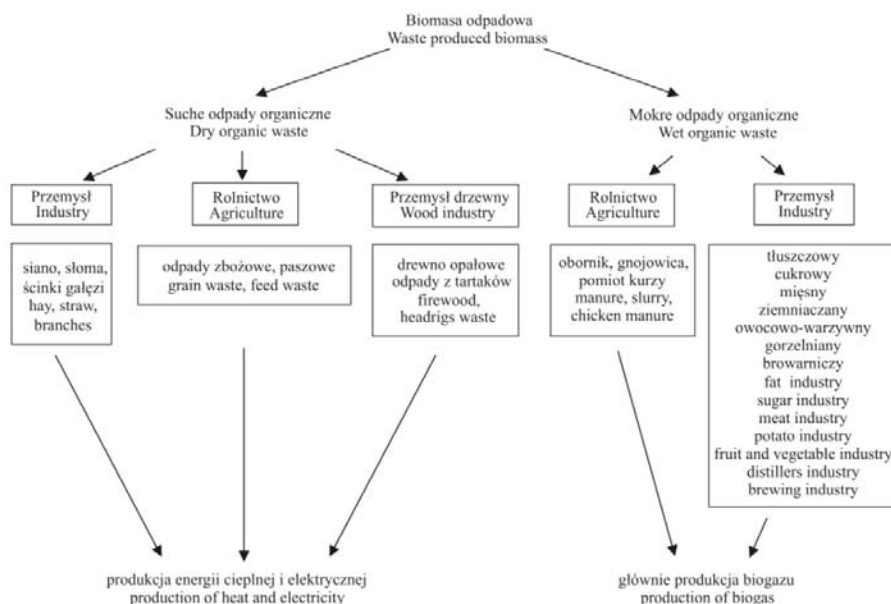 Biomasa odpadowa
Waste produced biomass
Suche odpady organiczne
Dry organic waste
Mokre odpady organiczne
Wet organic waste
Przemysł
Industry
Rolnictwo
Agriculture
Przemysł drzewny
Wood industry
Rolnictwo
Agriculture
Przemysł
Industry
siano, słoma,
ścinki gałęzi
hay, straw,
branches
odpady zbożowe, paszowe
grain waste, feed waste
drewno opałowe
odpady z tartaków
firewood,
headrigs waste
obornik, gnojowica,
pomiot kurzy
manure, slurry,
chicken manure
tłuszczowy
cukrowy
mięsny
ziemniaczany
owocowo-warzywny
gorzelniany
browarniczy
fat industry
sugar industry
meat industry
potato industry
fruit and vegetable industry
distillers industry
brewing industry
produkcja energii cieplnej i elektrycznej
production of heat and electricity
głównie produkcja biogazu
production of biogas